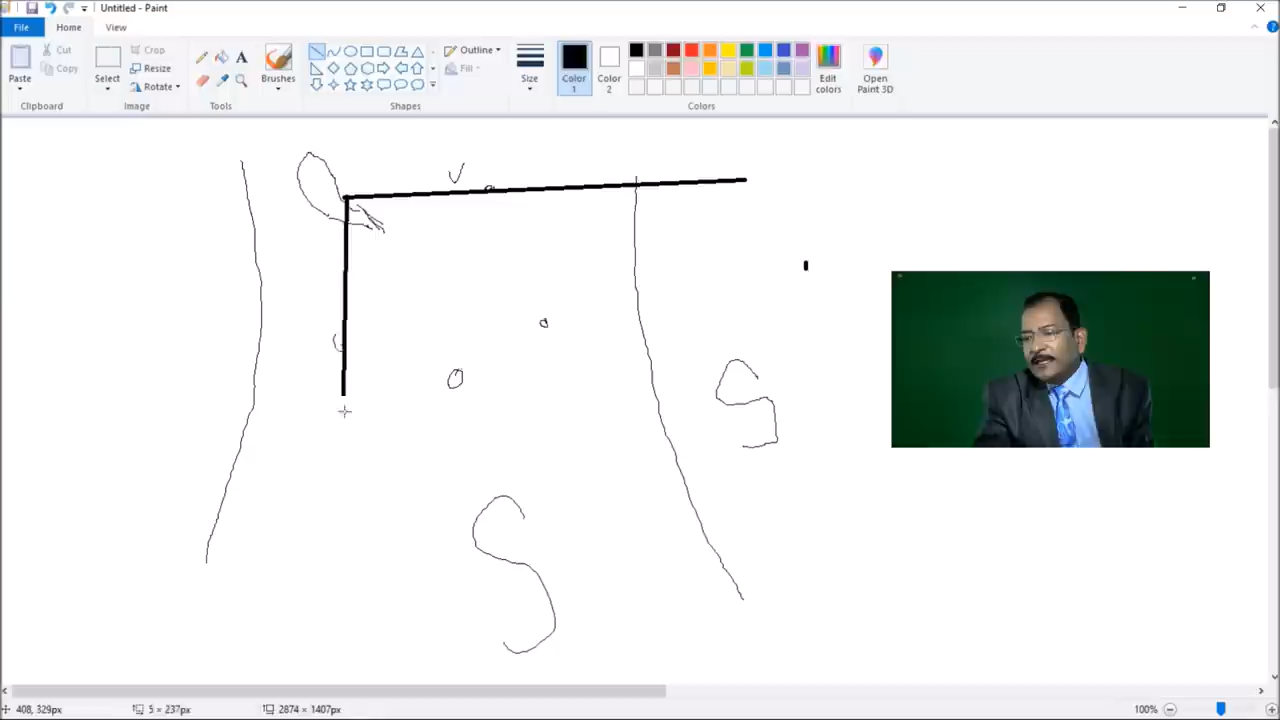 Untitled - Paint
File Home View
Paste Cut Copy Select Crop Resize Rotate A Brushes Outline Fill Size Color 1 Color 2 Edit colors Open Paint 3D
Clipboard Image Tools Shapes Colors
V
S
S
408, 329px 5 × 237px 2874 × 1407px 100%